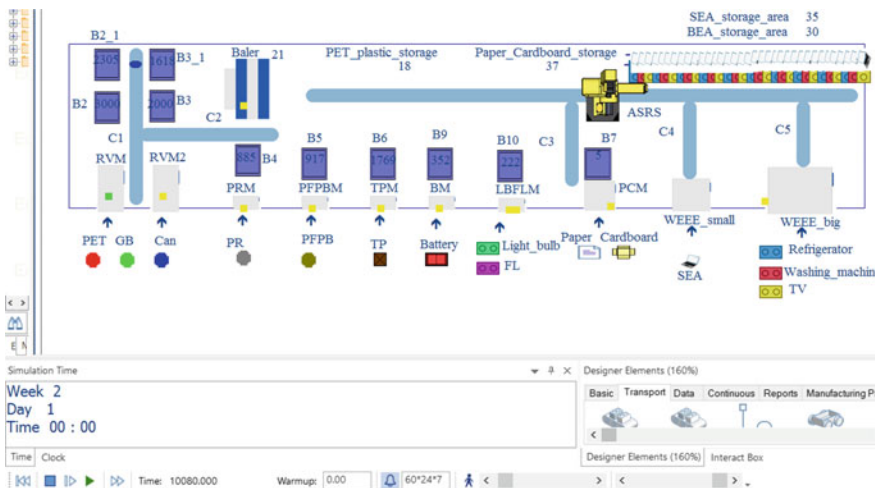 SEA_storage_area 35
BEA_storage_area 30
B2_1
2305
1618
B3_1
Baler 21
PET_plastic_storage
18
Paper_Cardboard_storage
37
B2
3000
2000
B3
C2
C1
ASRS
RVM
RVM2
885
B4
B5
917
B6
1769
B9
352
B10
222
C3
B7
5
C4
C5
PRM
PFPBM
TPM
BM
LBFLM
PCM
WEEE_small
WEEE_big
PET
GB
Can
PR
PFPB
TP
Battery
Light_bulb
FL
Paper
Cardboard
SEA
Refrigerator
Washing_machin
TV
Simulation Time
Week 2
Day 1
Time 00 : 00
Time Clock
Designer Elements (160%)
Basic Transport Data Continuous Reports Manufacturing P
Designer Elements (160%) Interact Box
Time: 10080.000 Warmup: 0.00 60*24*7